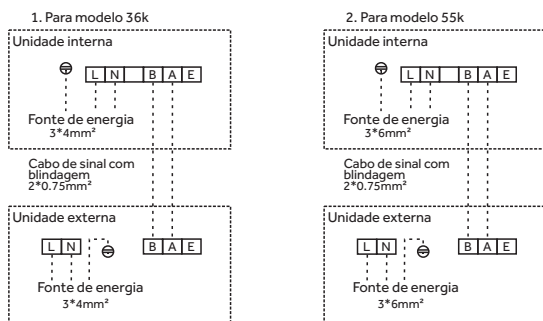 1. Para modelo 36k
Unidade interna
L N B A E
Fonte de energia
3*4mm²
Cabo de sinal com
blindagem
2*0.75mm²
Unidade externa
L N B A E
Fonte de energia
3*4mm²
2. Para modelo 55k
Unidade interna
L N B A E
Fonte de energia
3*6mm²
Cabo de sinal com
blindagem
2*0.75mm²
Unidade externa
L N B A E
Fonte de energia
3*6mm²